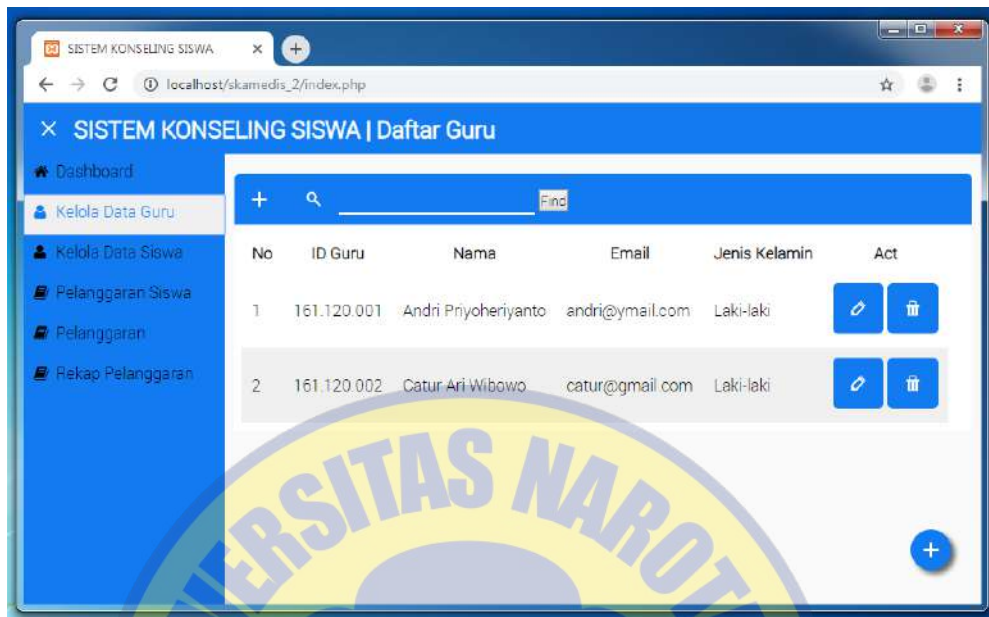 SISTEM KONSELING SISWA
localhost/skamedis_2/index.php
SISTEM KONSELING SISWA | Daftar Guru
Dashboard
Kelola Data Guru
Kelola Data Siswa
Pelanggaran Siswa
Pelanggaran
Rekap Pelanggaran
Find
No ID Guru Nama Email Jenis Kelamin Act
1 161.120.001 Andri Priyoheriyanto andri@ymail.com Laki-laki
2 161.120.002 Catur Ari Wibowo catur@gmail.com Laki-laki
ERSITAS NAROT